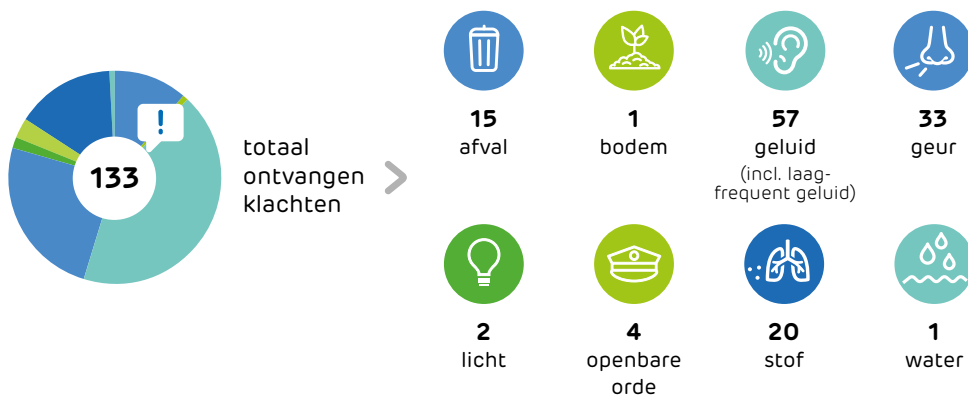 !
133
totaal
ontvangen
klachten
15
afval
1
bodem
57
geluid
(incl. laag-
frequent geluid)
33
geur
2
licht
4
openbare
orde
20
stof
1
water